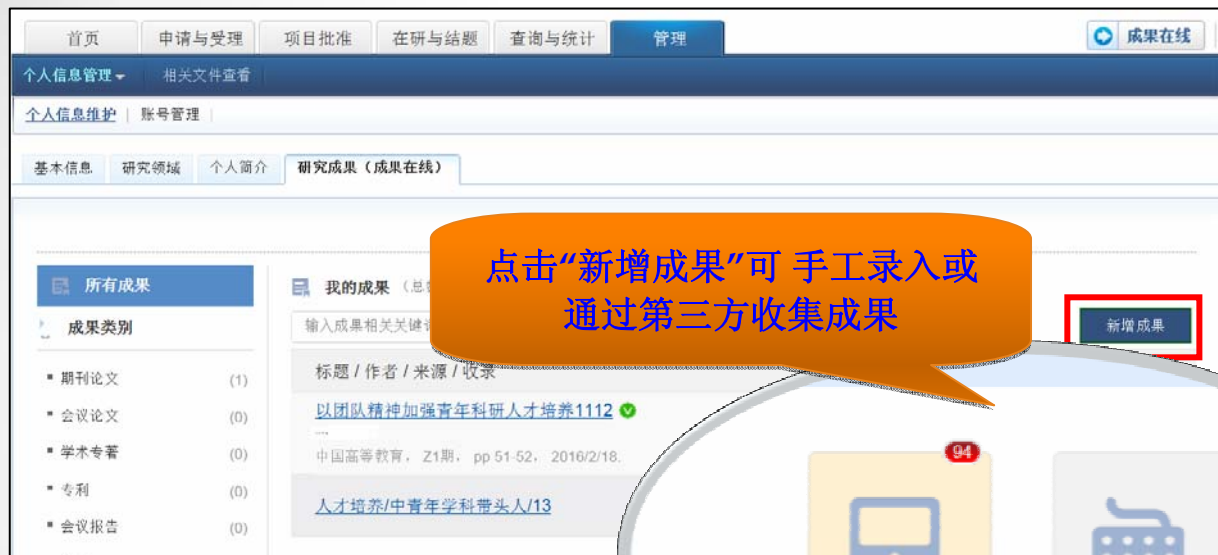 首页 申请与受理 项目批准 在研与结题 查询与统计 管理 成果在线
个人信息管理 相关文件查看
个人信息维护 | 账号管理 |
基本信息 研究领域 个人简介 研究成果（成果在线）
点击“新增成果”可 手工录入或
通过第三方收集成果
所有成果
我的成果
成果类别
输入成果相关关键
新增成果
标题 / 作者 / 来源 / 收录
期刊论文 (1)
会议论文 (0)
学术专著 (0)
专利 (0)
会议报告 (0)
以团队精神加强青年科研人才培养1112
...
中国高等教育， Z1期， pp 51-52， 2016/2/18.
人才培养/中青年学科带头人/13
94